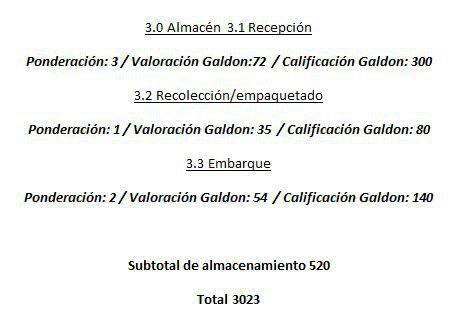 3.0 Almacén 3.1 Recepción
Ponderación: 3 / Valoración Galdon:72 / Calificación Galdon: 300
3.2 Recolección/empaquetado
Ponderación: 1 / Valoración Galdon: 35 / Calificación Galdon: 80
3.3 Embarque
Ponderación: 2 / Valoración Galdon: 54 / Calificación Galdon: 140
Subtotal de almacenamiento 520
Total 3023